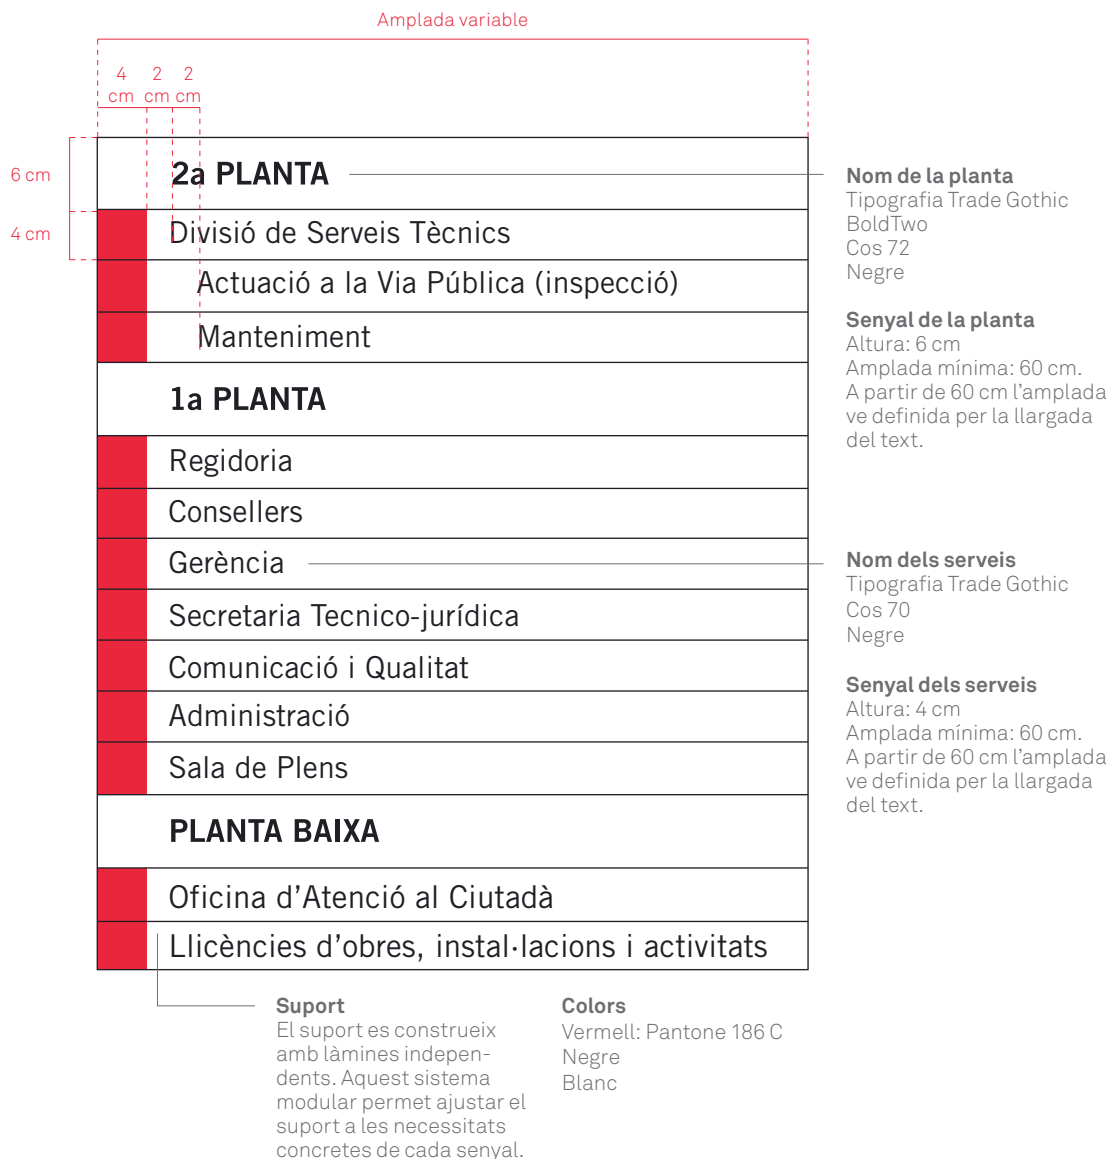 Amplada variable
4 2 2
cm cm cm
6 cm
4 cm
2a PLANTA
Divisió de Serveis Tècnics
Actuació a la Via Pública (inspecció)
Manteniment
1a PLANTA
Regidoria
Consellers
Gerència
Secretaria Tecnico-jurídica
Comunicació i Qualitat
Administració
Sala de Plens
PLANTA BAIXA
Oficina d’Atenció al Ciutadà
Llicències d’obres, instal·lacions i activitats
Nom de la planta
Tipografia Trade Gothic
BoldTwo
Cos 72
Negre
Senyal de la planta
Altura: 6 cm
Amplada mínima: 60 cm.
A partir de 60 cm l’amplada
ve definida per la llargada
del text.
Nom dels serveis
Tipografia Trade Gothic
Cos 70
Negre
Senyal dels serveis
Altura: 4 cm
Amplada mínima: 60 cm.
A partir de 60 cm l’amplada
ve definida per la llargada
del text.
Suport
El suport es construeix
amb làmines indepen-
dents. Aquest sistema
modular permet ajustar el
suport a les necessitats
concretes de cada senyal.
Colors
Vermell: Pantone 186 C
Negre
Blanc